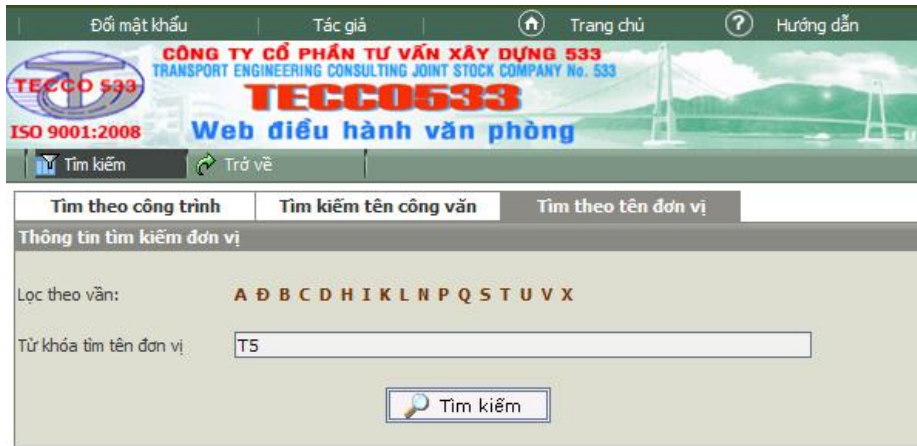 Đổi mật khẩu Tác giả Trang chủ ? Hướng dẫn
CÔNG TY CỔ PHẦN TƯ VẤN XÂY DỰNG 533
TRANSPORT ENGINEERING CONSULTING JOINT STOCK COMPANY No. 533
TECCO 533
TECCO533
ISO 9001:2008
Web điều hành văn phòng
Tìm kiếm Trở về
Tìm theo công trình Tìm kiếm tên công văn Tìm theo tên đơn vị
Thông tin tìm kiếm đơn vị
Lọc theo vần: A Đ B C D H I K L N P Q S T U V X
Từ khóa tìm tên đơn vị T5
Tìm kiếm